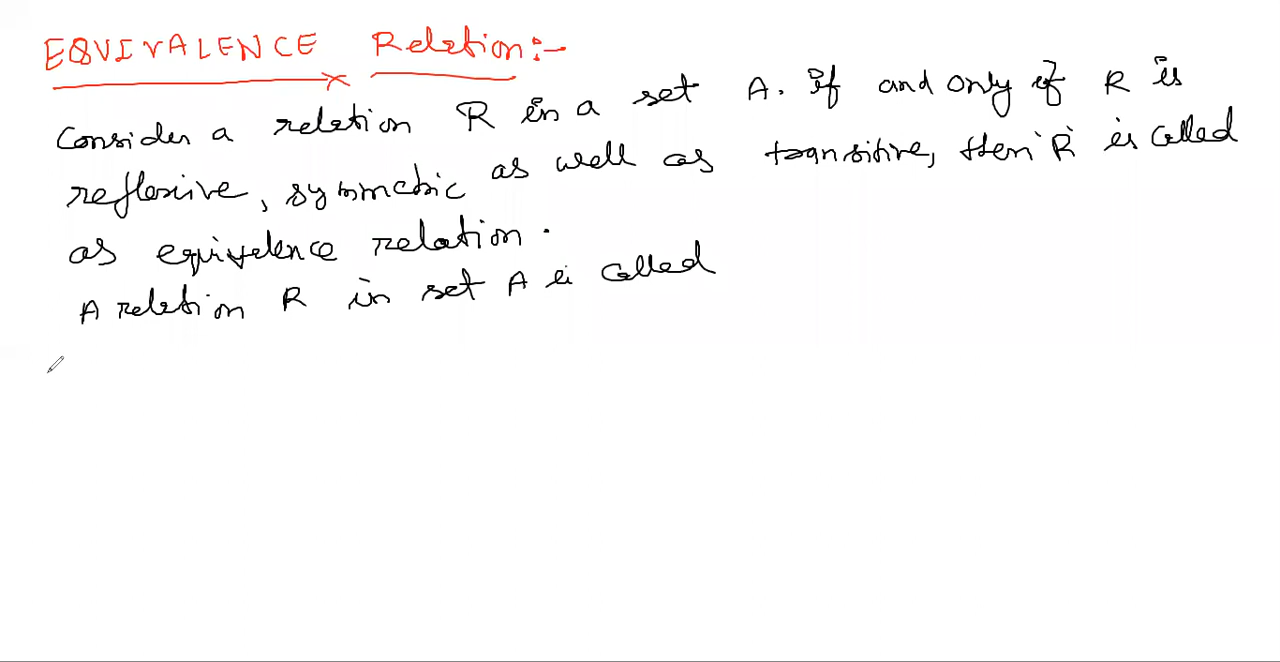 EQUIVALENCE Relation:-
Consider a relation R in a set A. if and only if R is
reflexive, symmetric as well as transitive, then R is called
as equivelence relation.
A relation R in set A is called